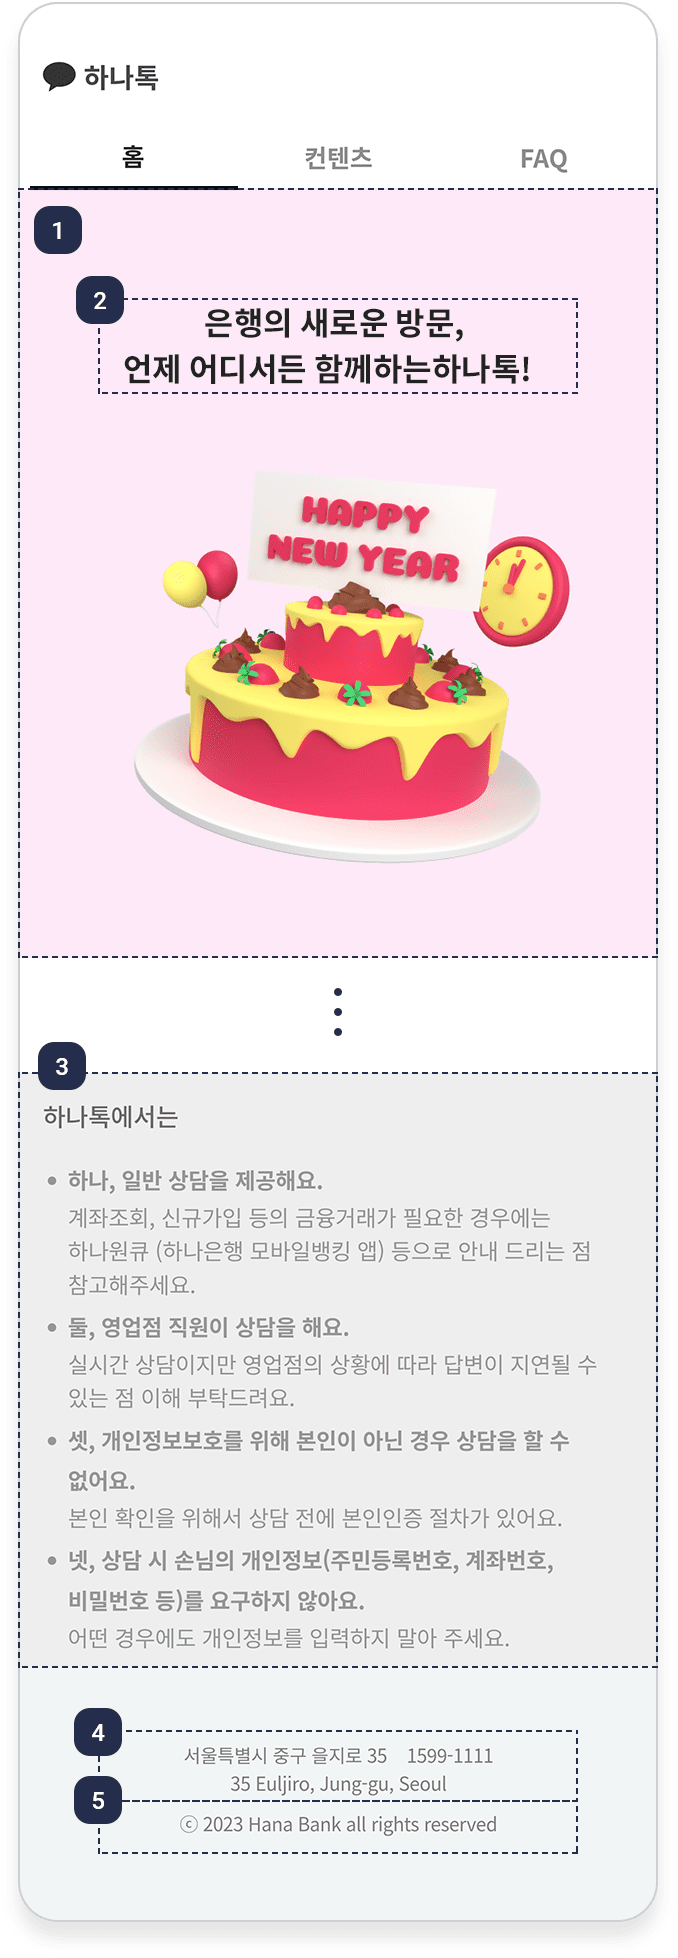 하나톡
홈 컨텐츠 FAQ
1
2
은행의 새로운 방문,
언제 어디서든 함께하는하나톡!
HAPPY
NEW YEAR
3
하나톡에서는
• 하나, 일반 상담을 제공해요.
계좌조회, 신규가입 등의 금융거래가 필요한 경우에는
하나원큐 (하나은행 모바일뱅킹 앱) 등으로 안내 드리는 점
참고해주세요.
• 둘, 영업점 직원이 상담을 해요.
실시간 상담이지만 영업점의 상황에 따라 답변이 지연될 수
있는 점 이해 부탁드려요.
• 셋, 개인정보보호를 위해 본인이 아닌 경우 상담을 할 수
없어요.
본인 확인을 위해서 상담 전에 본인인증 절차가 있어요.
• 넷, 상담 시 손님의 개인정보(주민등록번호, 계좌번호,
비밀번호 등)를 요구하지 않아요.
어떤 경우에도 개인정보를 입력하지 말아 주세요.
4
서울특별시 중구 을지로 35 1599-1111
35 Euljiro, Jung-gu, Seoul
5
ⓒ 2023 Hana Bank all rights reserved